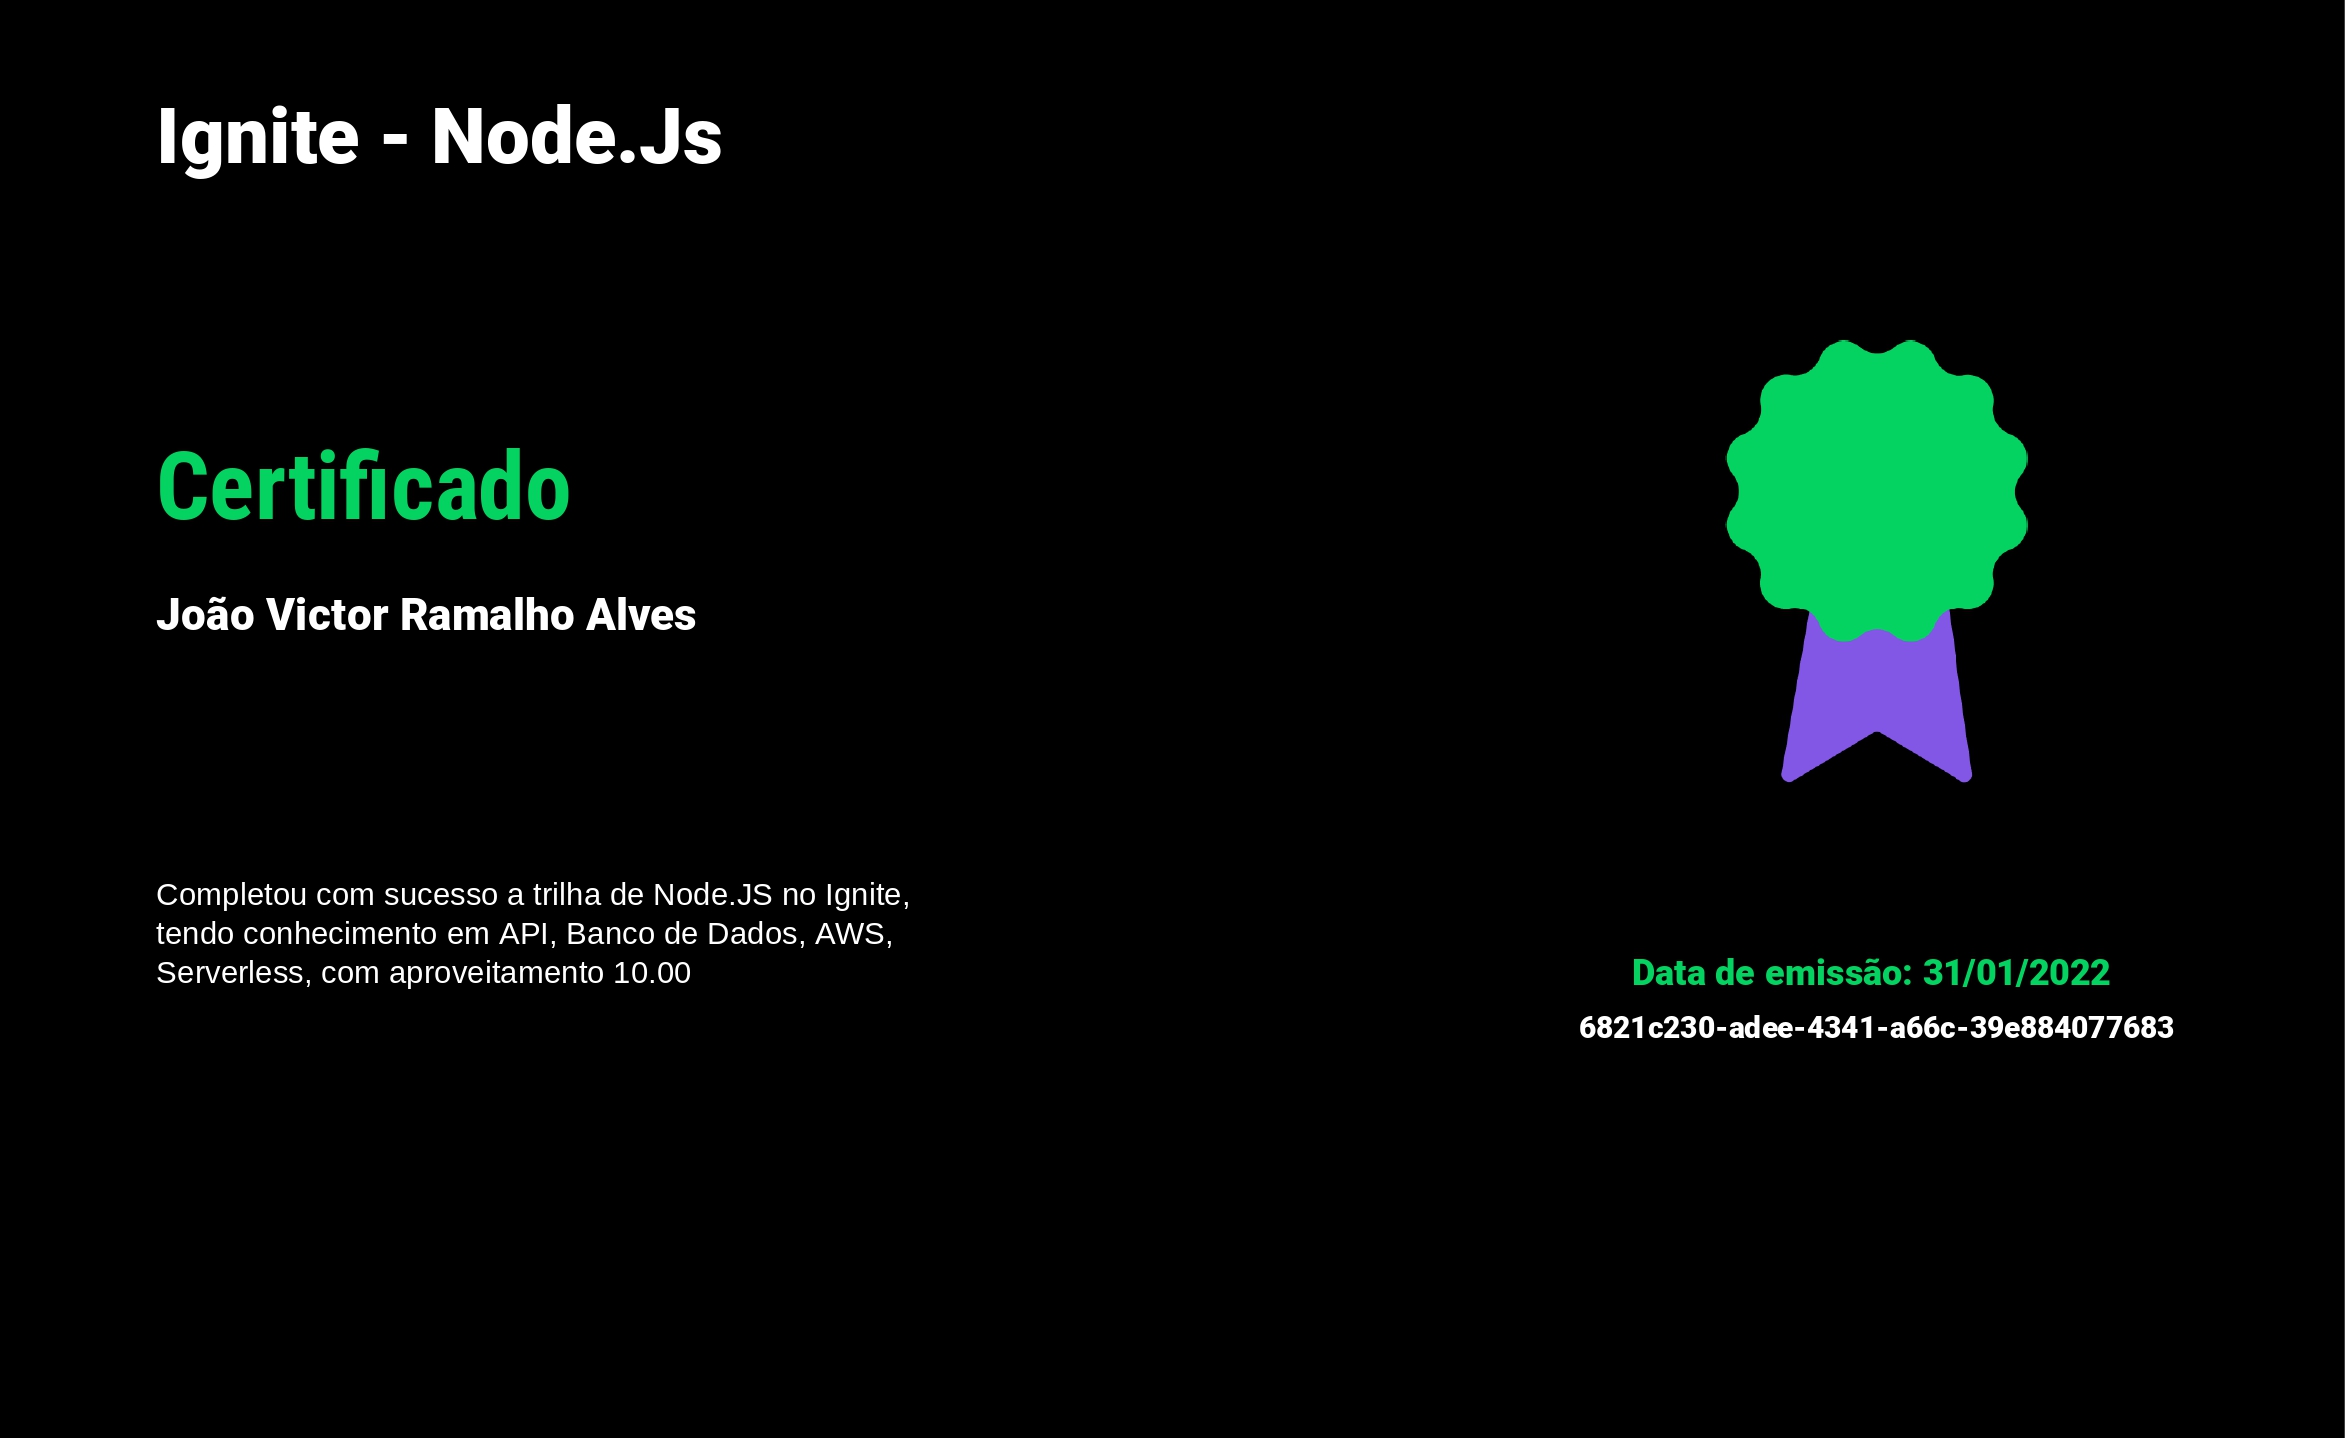 Ignite - Node.Js
Certificado
João Victor Ramalho Alves
Completou com sucesso a trilha de Node.JS no Ignite,
tendo conhecimento em API, Banco de Dados, AWS,
Serverless, com aproveitamento 10.00
Data de emissão: 31/01/2022
6821c230-adee-4341-a66c-39e884077683